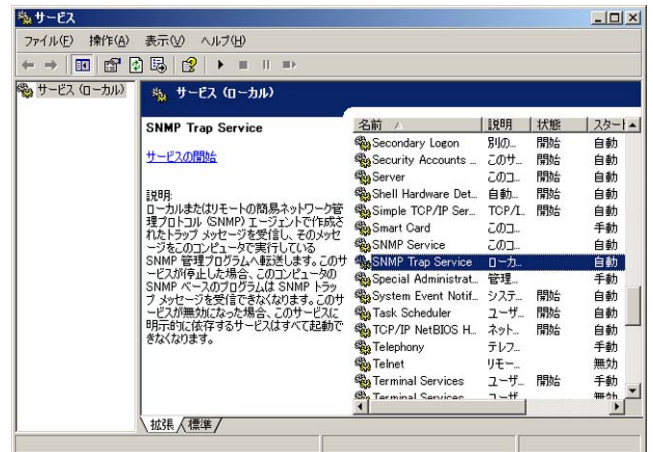 サービス
ファイル(F) 操作(A) 表示(V) ヘルプ(H)
サービス (ローカル)
サービス (ローカル)
SNMP Trap Service
サービスの開始
説明:
ローカルまたはリモートの簡易ネットワーク管
理プロトコル (SNMP) エージェントで作成さ
れたトラップ メッセージを受信し、そのメッセ
ージをこのコンピュータで実行している
SNMP 管理プログラムへ転送します。このサ
ービスが停止した場合、このコンピュータの
SNMP ベースのプログラムは SNMP トラッ
プ メッセージを受信できなくなります。このサ
ービスが無効になった場合、このサービスに
明示的に依存するサービスはすべて起動で
きなくなります。
名前 説明 状態 スタート
Secondary Logon 別の... 開始 自動
Security Accounts ... このサ... 開始 自動
Server このコ... 開始 自動
Shell Hardware Det... 自動... 開始 自動
Simple TCP/IP Ser... TCP/I... 開始 自動
Smart Card このコ... 手動
SNMP Service このコ... 自動
SNMP Trap Service ローカ... 自動
Special Administrat... 管理... 手動
System Event Notif... システ... 開始 自動
Task Scheduler ユーザ... 開始 自動
TCP/IP NetBIOS H... ネット... 開始 自動
Telephony テレフ... 手動
Telnet リモー... 無効
Terminal Services ユーザ... 開始 手動
Terminal Services ユーザ 無効
拡張 標準